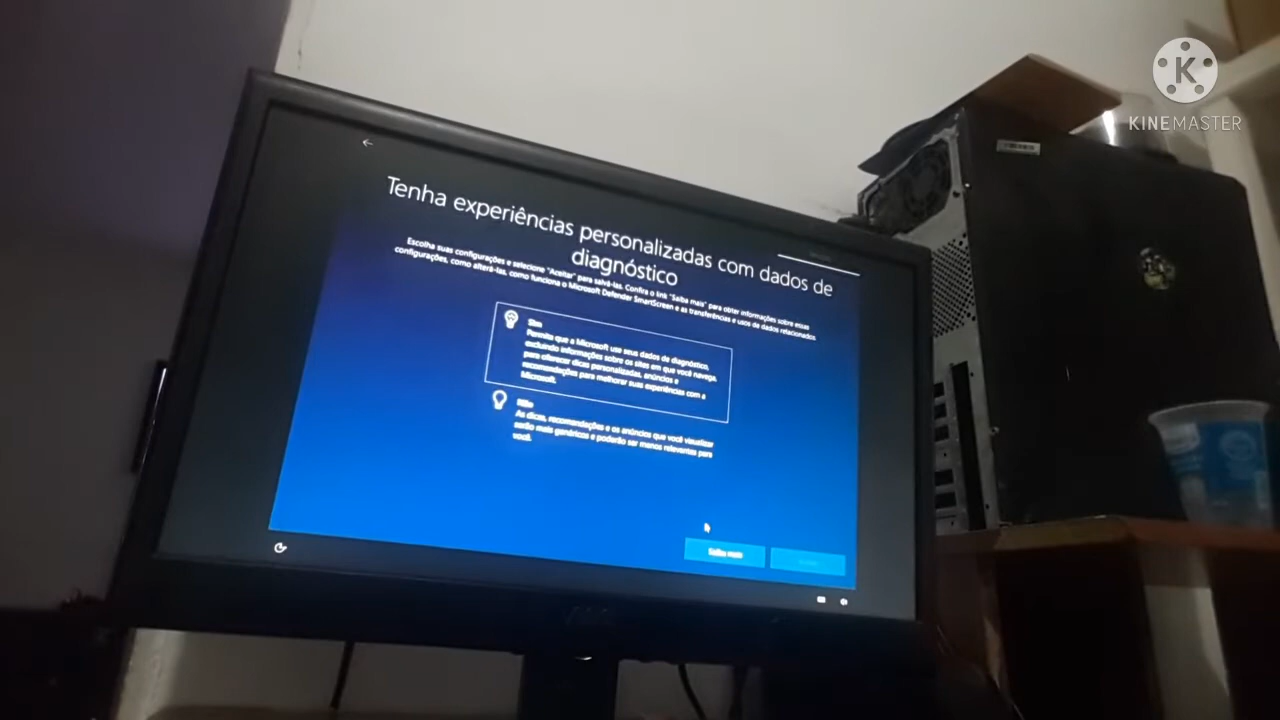 K
KINEMASTER
Tenha experiências personalizadas com dados de
diagnóstico
Escolha suas configurações e selecione "Aceitar" para salvá-las. Confira o link "Saiba mais" para obter informações sobre essas
configurações, como alterá-las, como funciona o Microsoft Defender SmartScreen e as transferências e usos de dados relacionados.
Sim
Permita que a Microsoft use seus dados de diagnóstico,
excluindo informações sobre os sites em que você navega,
para oferecer dicas personalizadas, anúncios e
recomendações para melhorar suas experiências com a
Microsoft.
Não
As dicas, recomendações e os anúncios que você visualizar
serão mais genéricos e poderão ser menos relevantes para
você.
Saiba mais